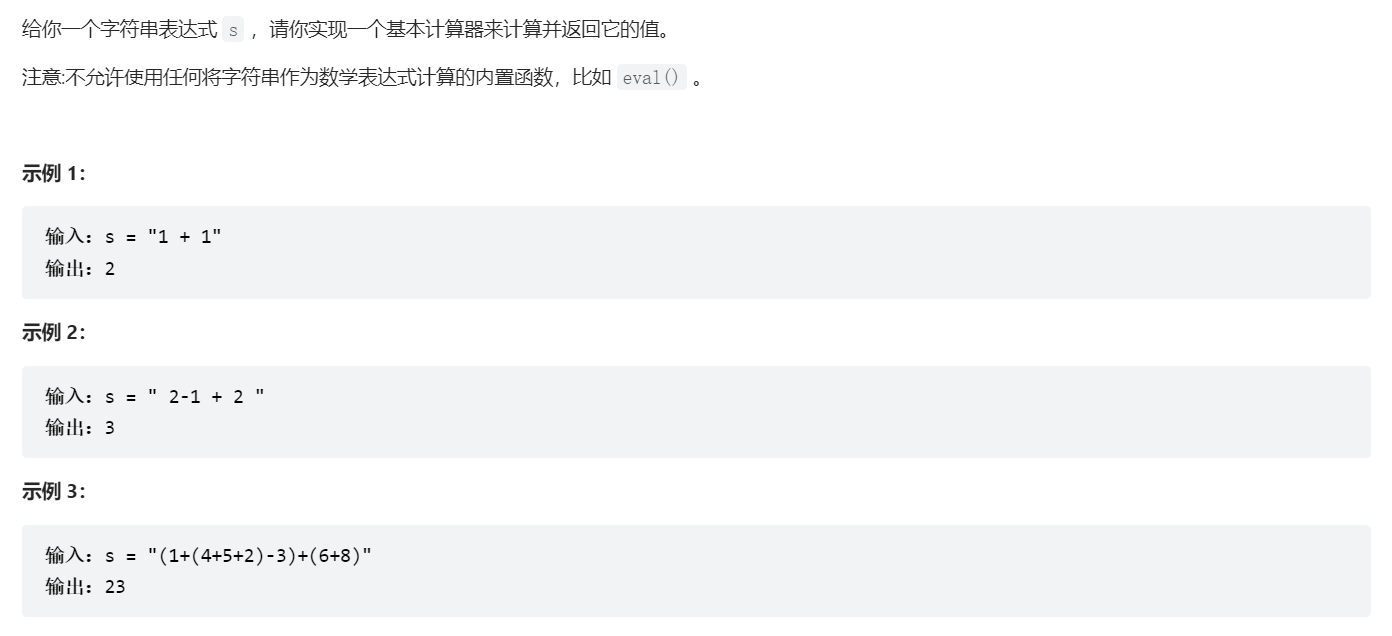 给你一个字符串表达式 s ，请你实现一个基本计算器来计算并返回它的值。
注意:不允许使用任何将字符串作为数学表达式计算的内置函数，比如 eval() 。
示例 1：
输入：s = "1 + 1"
输出：2
示例 2：
输入：s = " 2-1 + 2 "
输出：3
示例 3：
输入：s = "(1+(4+5+2)-3)+(6+8)"
输出：23